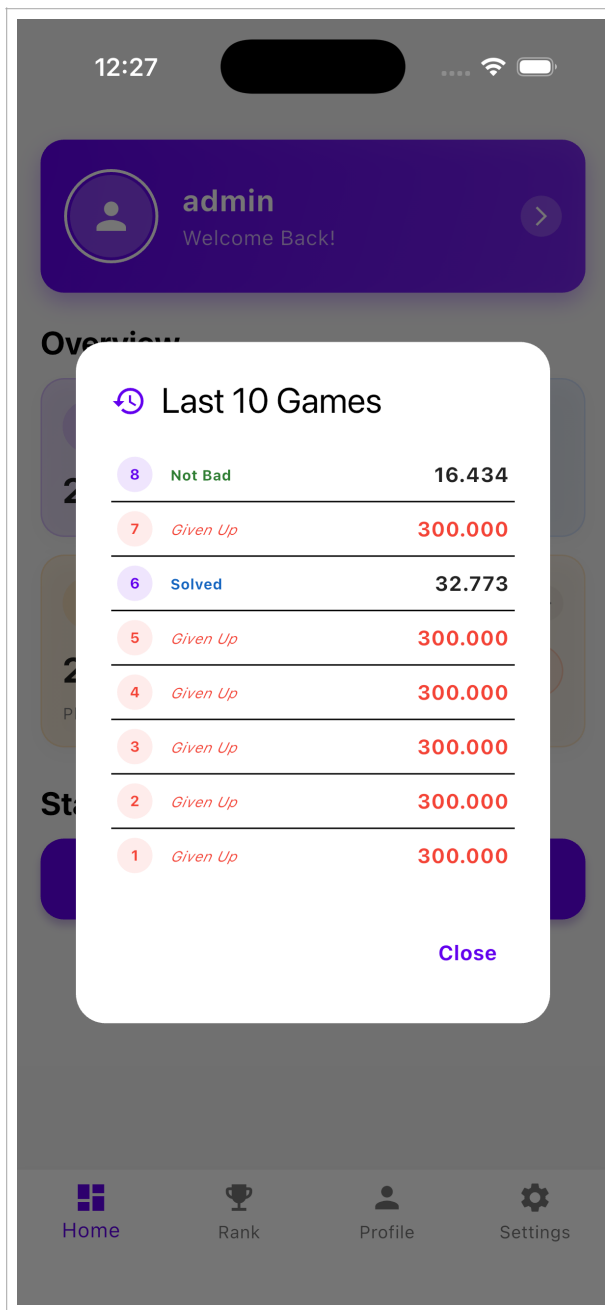 12:27
admin
Welcome Back!
Overview
Last 10 Games
8 Not Bad 16.434
7 Given Up 300.000
6 Solved 32.773
5 Given Up 300.000
4 Given Up 300.000
3 Given Up 300.000
2 Given Up 300.000
1 Given Up 300.000
Close
Home Rank Profile Settings